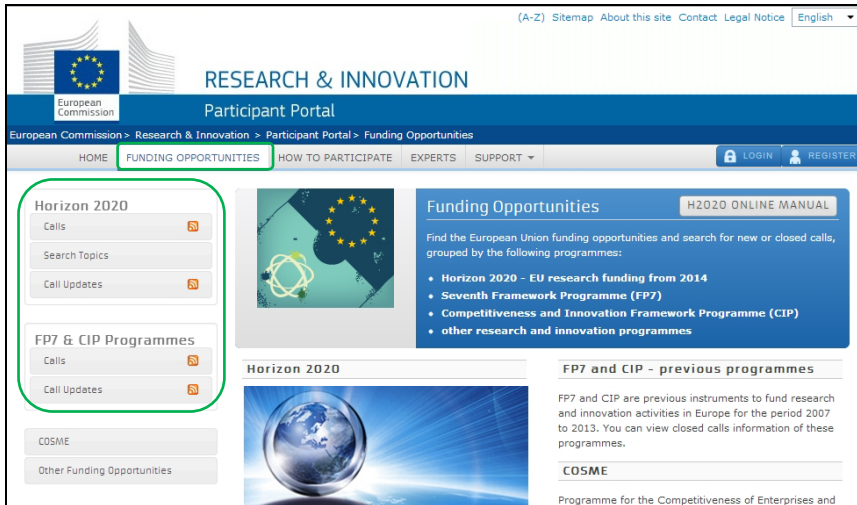 (A-Z) Sitemap About this site Contact Legal Notice English
European
Commission
RESEARCH & INNOVATION
Participant Portal
European Commission > Research & Innovation > Participant Portal > Funding Opportunities
HOME FUNDING OPPORTUNITIES HOW TO PARTICIPATE EXPERTS SUPPORT LOGIN REGISTER
Horizon 2020
Calls
Search Topics
Call Updates
FP7 & CIP Programmes
Calls
Call Updates
COSME
Other Funding Opportunities
Funding Opportunities
H2020 ONLINE MANUAL
Find the European Union funding opportunities and search for new or closed calls,
grouped by the following programmes:
• Horizon 2020 - EU research funding from 2014
• Seventh Framework Programme (FP7)
• Competitiveness and Innovation Framework Programme (CIP)
• other research and innovation programmes
Horizon 2020
FP7 and CIP - previous programmes
FP7 and CIP are previous instruments to fund research
and innovation activities in Europe for the period 2007
to 2013. You can view closed calls information of these
programmes.
COSME
Programme for the Competitiveness of Enterprises and